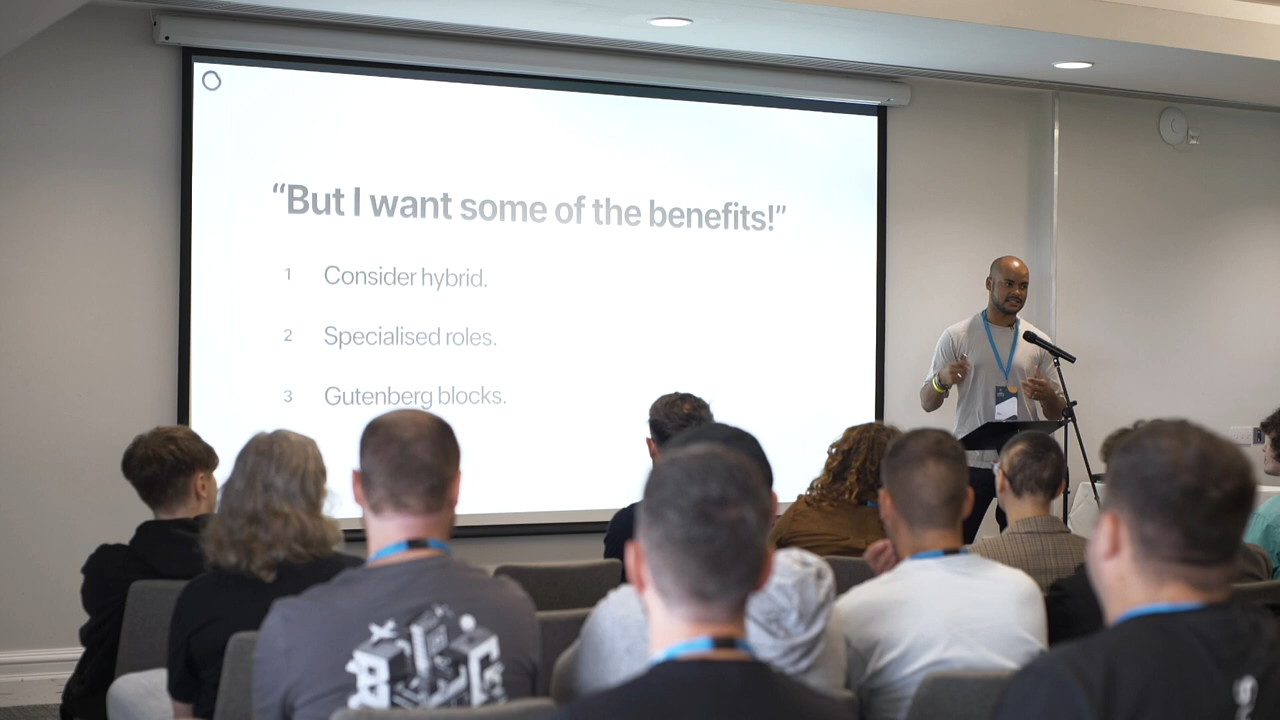 “But I want some of the benefits!”
1 Consider hybrid.
2 Specialised roles.
3 Gutenberg blocks.